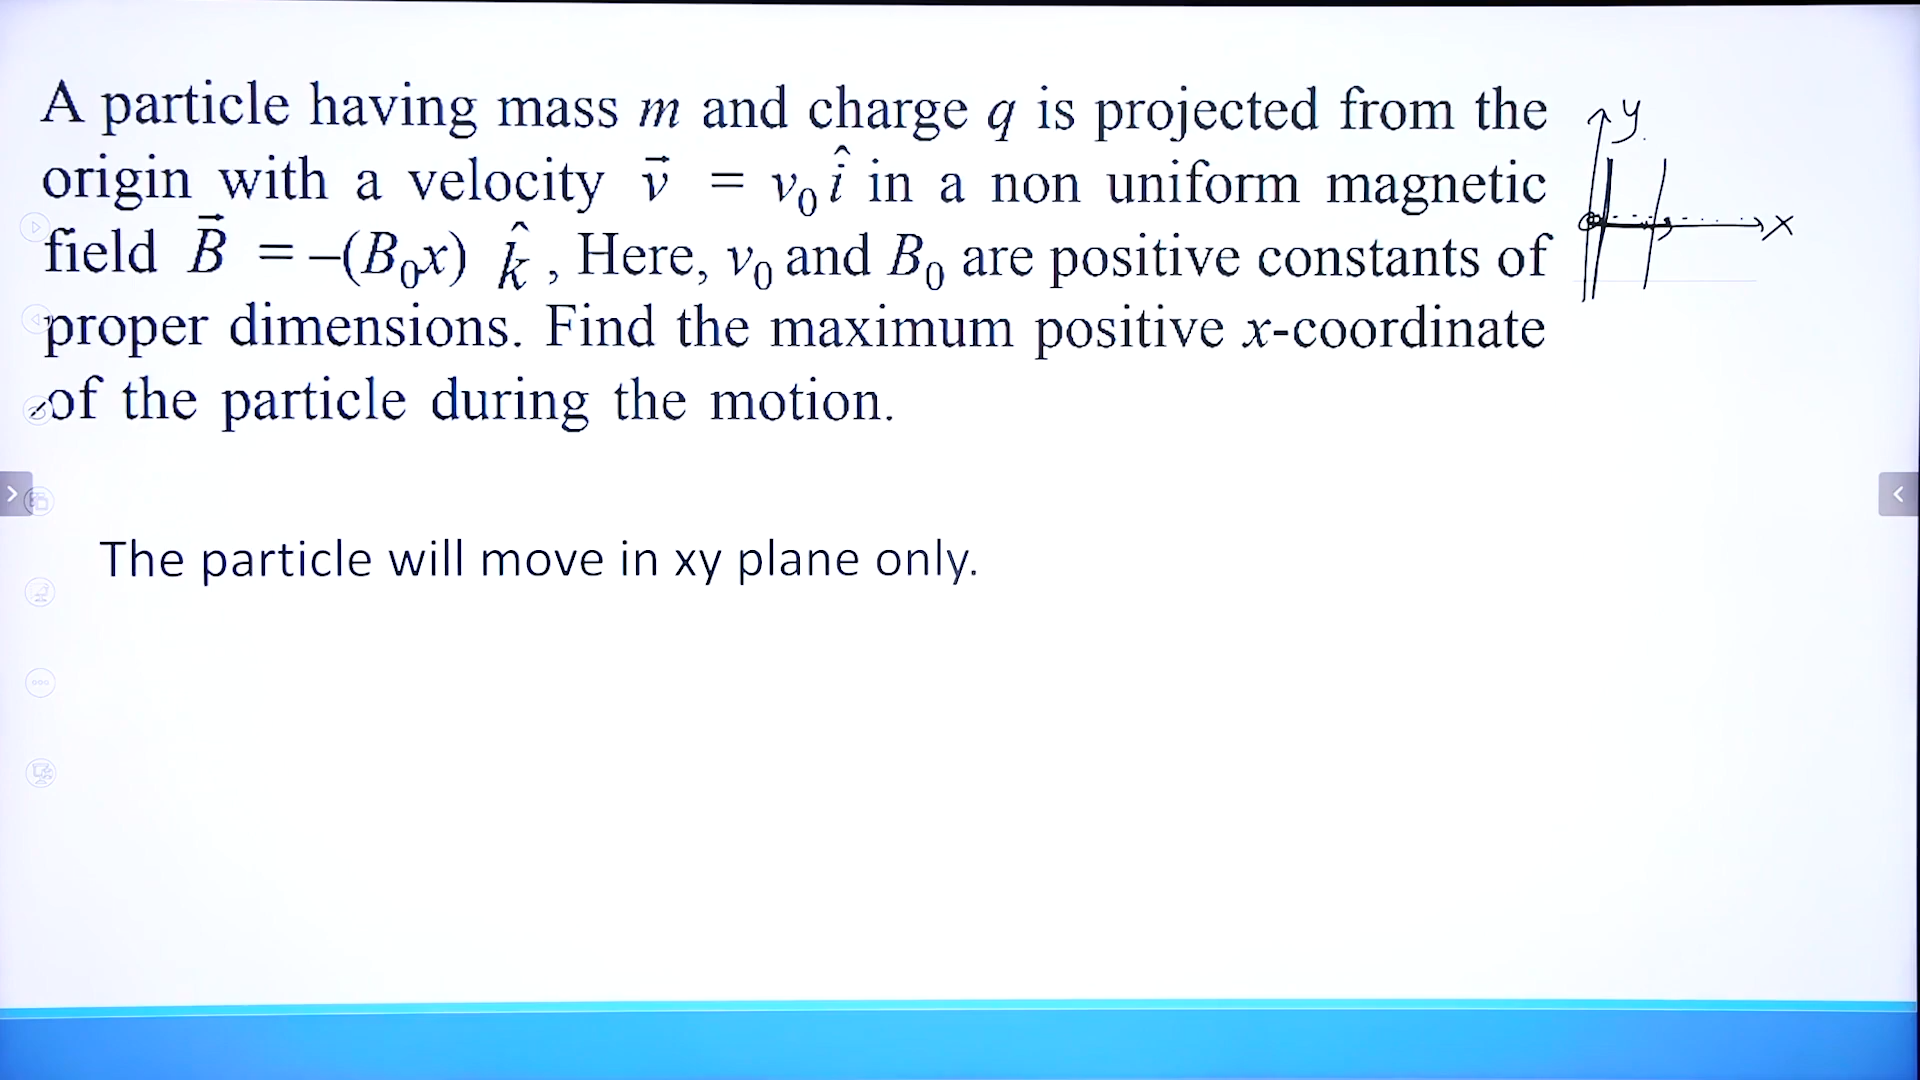 A particle having mass m and charge q is projected from the
origin with a velocity v⃗ = v₀ î in a non uniform magnetic
field B⃗ = –(B₀x) k̂ , Here, v₀ and B₀ are positive constants of
proper dimensions. Find the maximum positive x-coordinate
of the particle during the motion.
y
x
The particle will move in xy plane only.